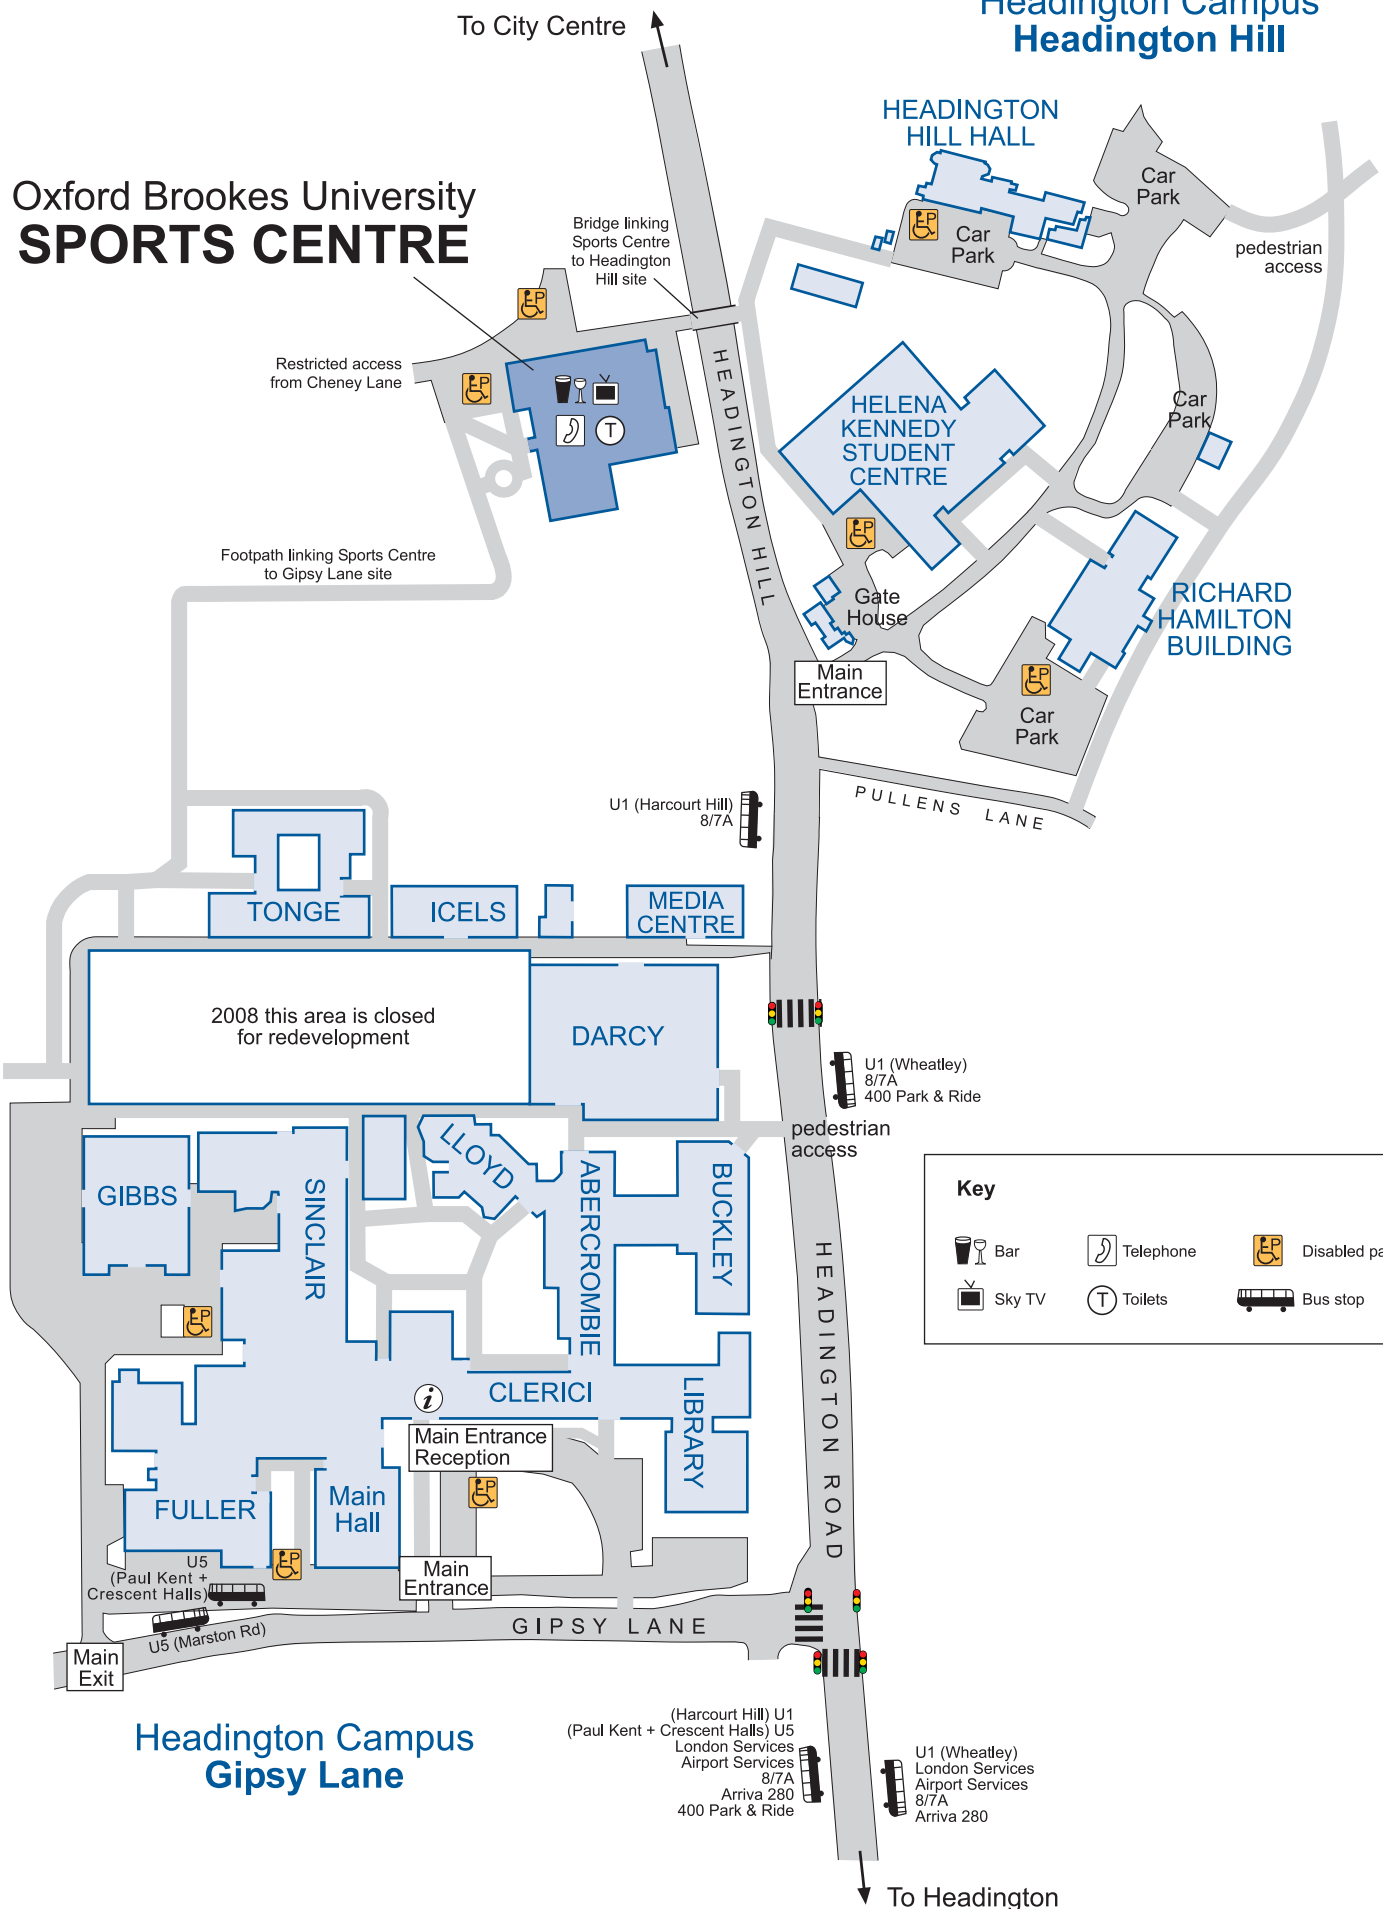 To City Centre
Headington Campus
Headington Hill
HEADINGTON
HILL HALL
Car
Park
Oxford Brookes University
SPORTS CENTRE
Bridge linking
Sports Centre
to Headington
Hill site
Car
Park
pedestrian
access
Restricted access
from Cheney Lane
T
HEADINGTON HILL
HELENA
KENNEDY
STUDENT
CENTRE
Car
Park
Footpath linking Sports Centre
to Gipsy Lane site
Gate
House
RICHARD
HAMILTON
BUILDING
Main
Entrance
Car
Park
PULLENS LANE
U1 (Harcourt Hill)
8/7A
TONGE
ICELS
MEDIA
CENTRE
2008 this area is closed
for redevelopment
DARCY
U1 (Wheatley)
8/7A
400 Park & Ride
pedestrian
access
LLOYD
GIBBS
SINCLAIR
ABERCROMBIE
BUCKLEY
HEADINGTON ROAD
Key
Bar
Telephone
Disabled pa
Sky TV
T
Toilets
Bus stop
i
CLERICI
LIBRARY
Main Entrance
Reception
FULLER
Main
Hall
U5
(Paul Kent +
Crescent Halls)
Main
Entrance
U5 (Marston Rd)
GIPSY LANE
Main
Exit
Headington Campus
Gipsy Lane
(Harcourt Hill) U1
(Paul Kent + Crescent Halls) U5
London Services
Airport Services
8/7A
Arriva 280
400 Park & Ride
U1 (Wheatley)
London Services
Airport Services
8/7A
Arriva 280
To Headington